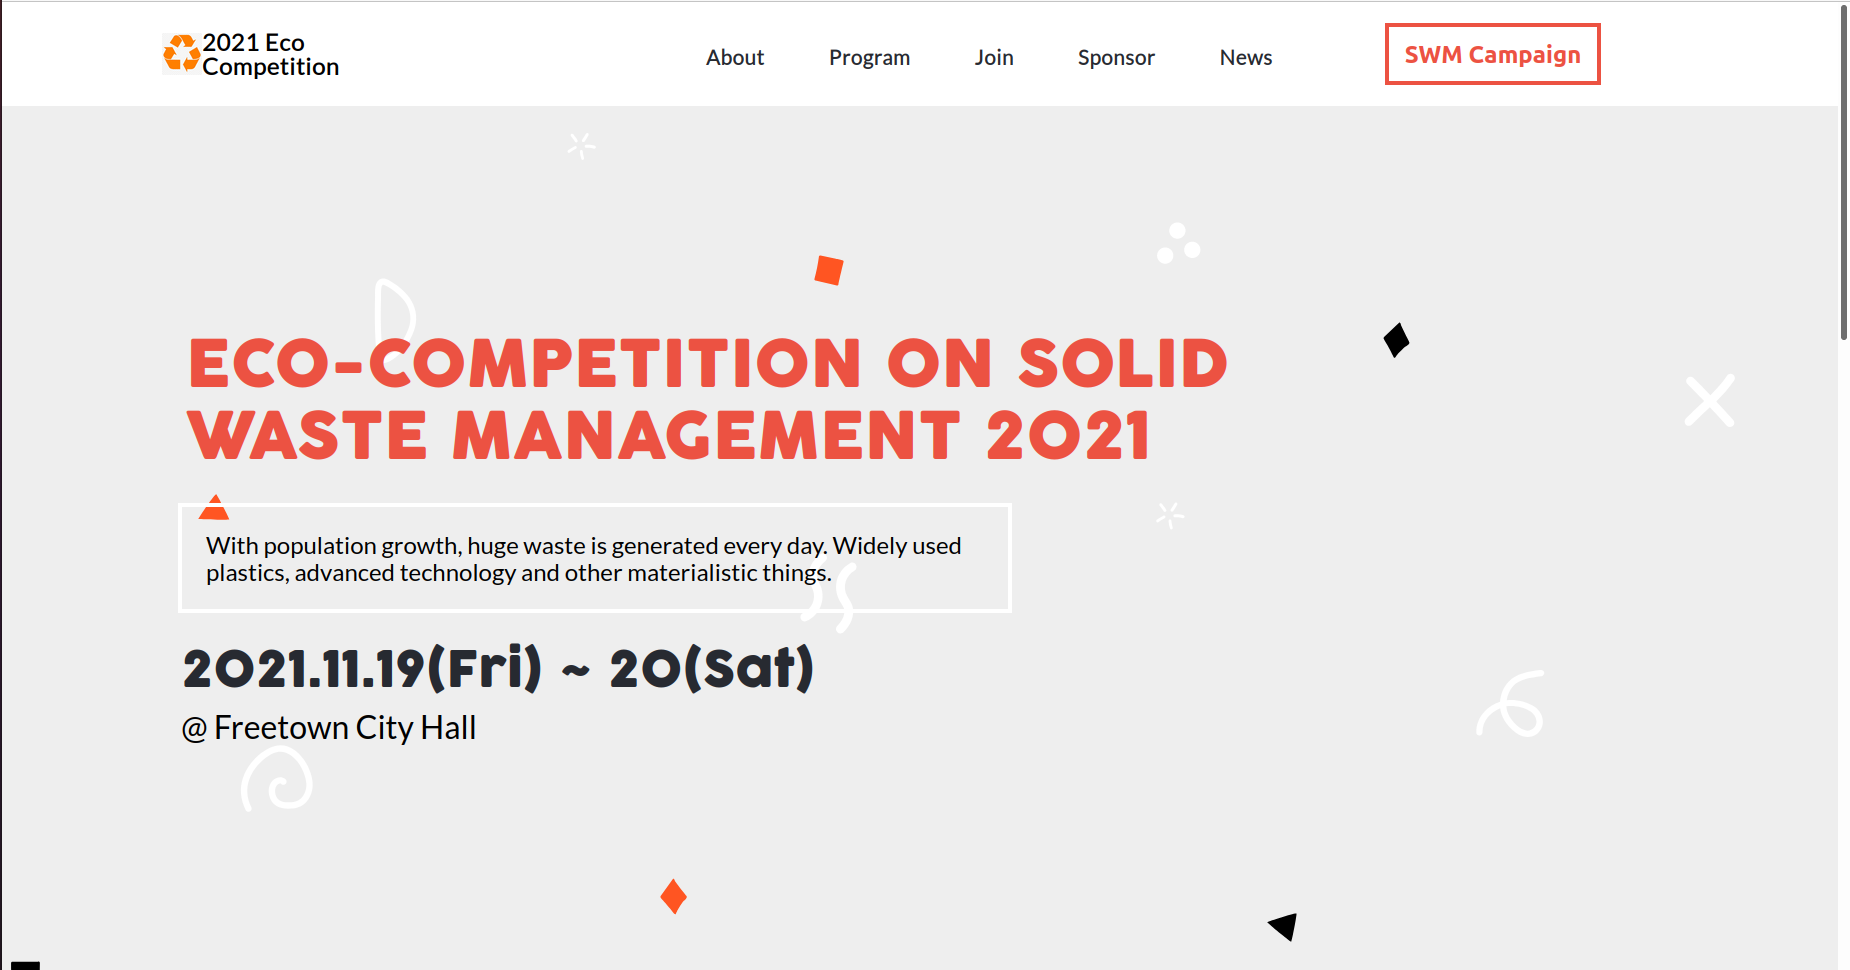 2021 Eco
Competition
About
Program
Join
Sponsor
News
SWM Campaign
ECO-COMPETITION ON SOLID
WASTE MANAGEMENT 2021
With population growth, huge waste is generated every day. Widely used
plastics, advanced technology and other materialistic things.
2021.11.19(Fri) ~ 20(Sat)
@ Freetown City Hall